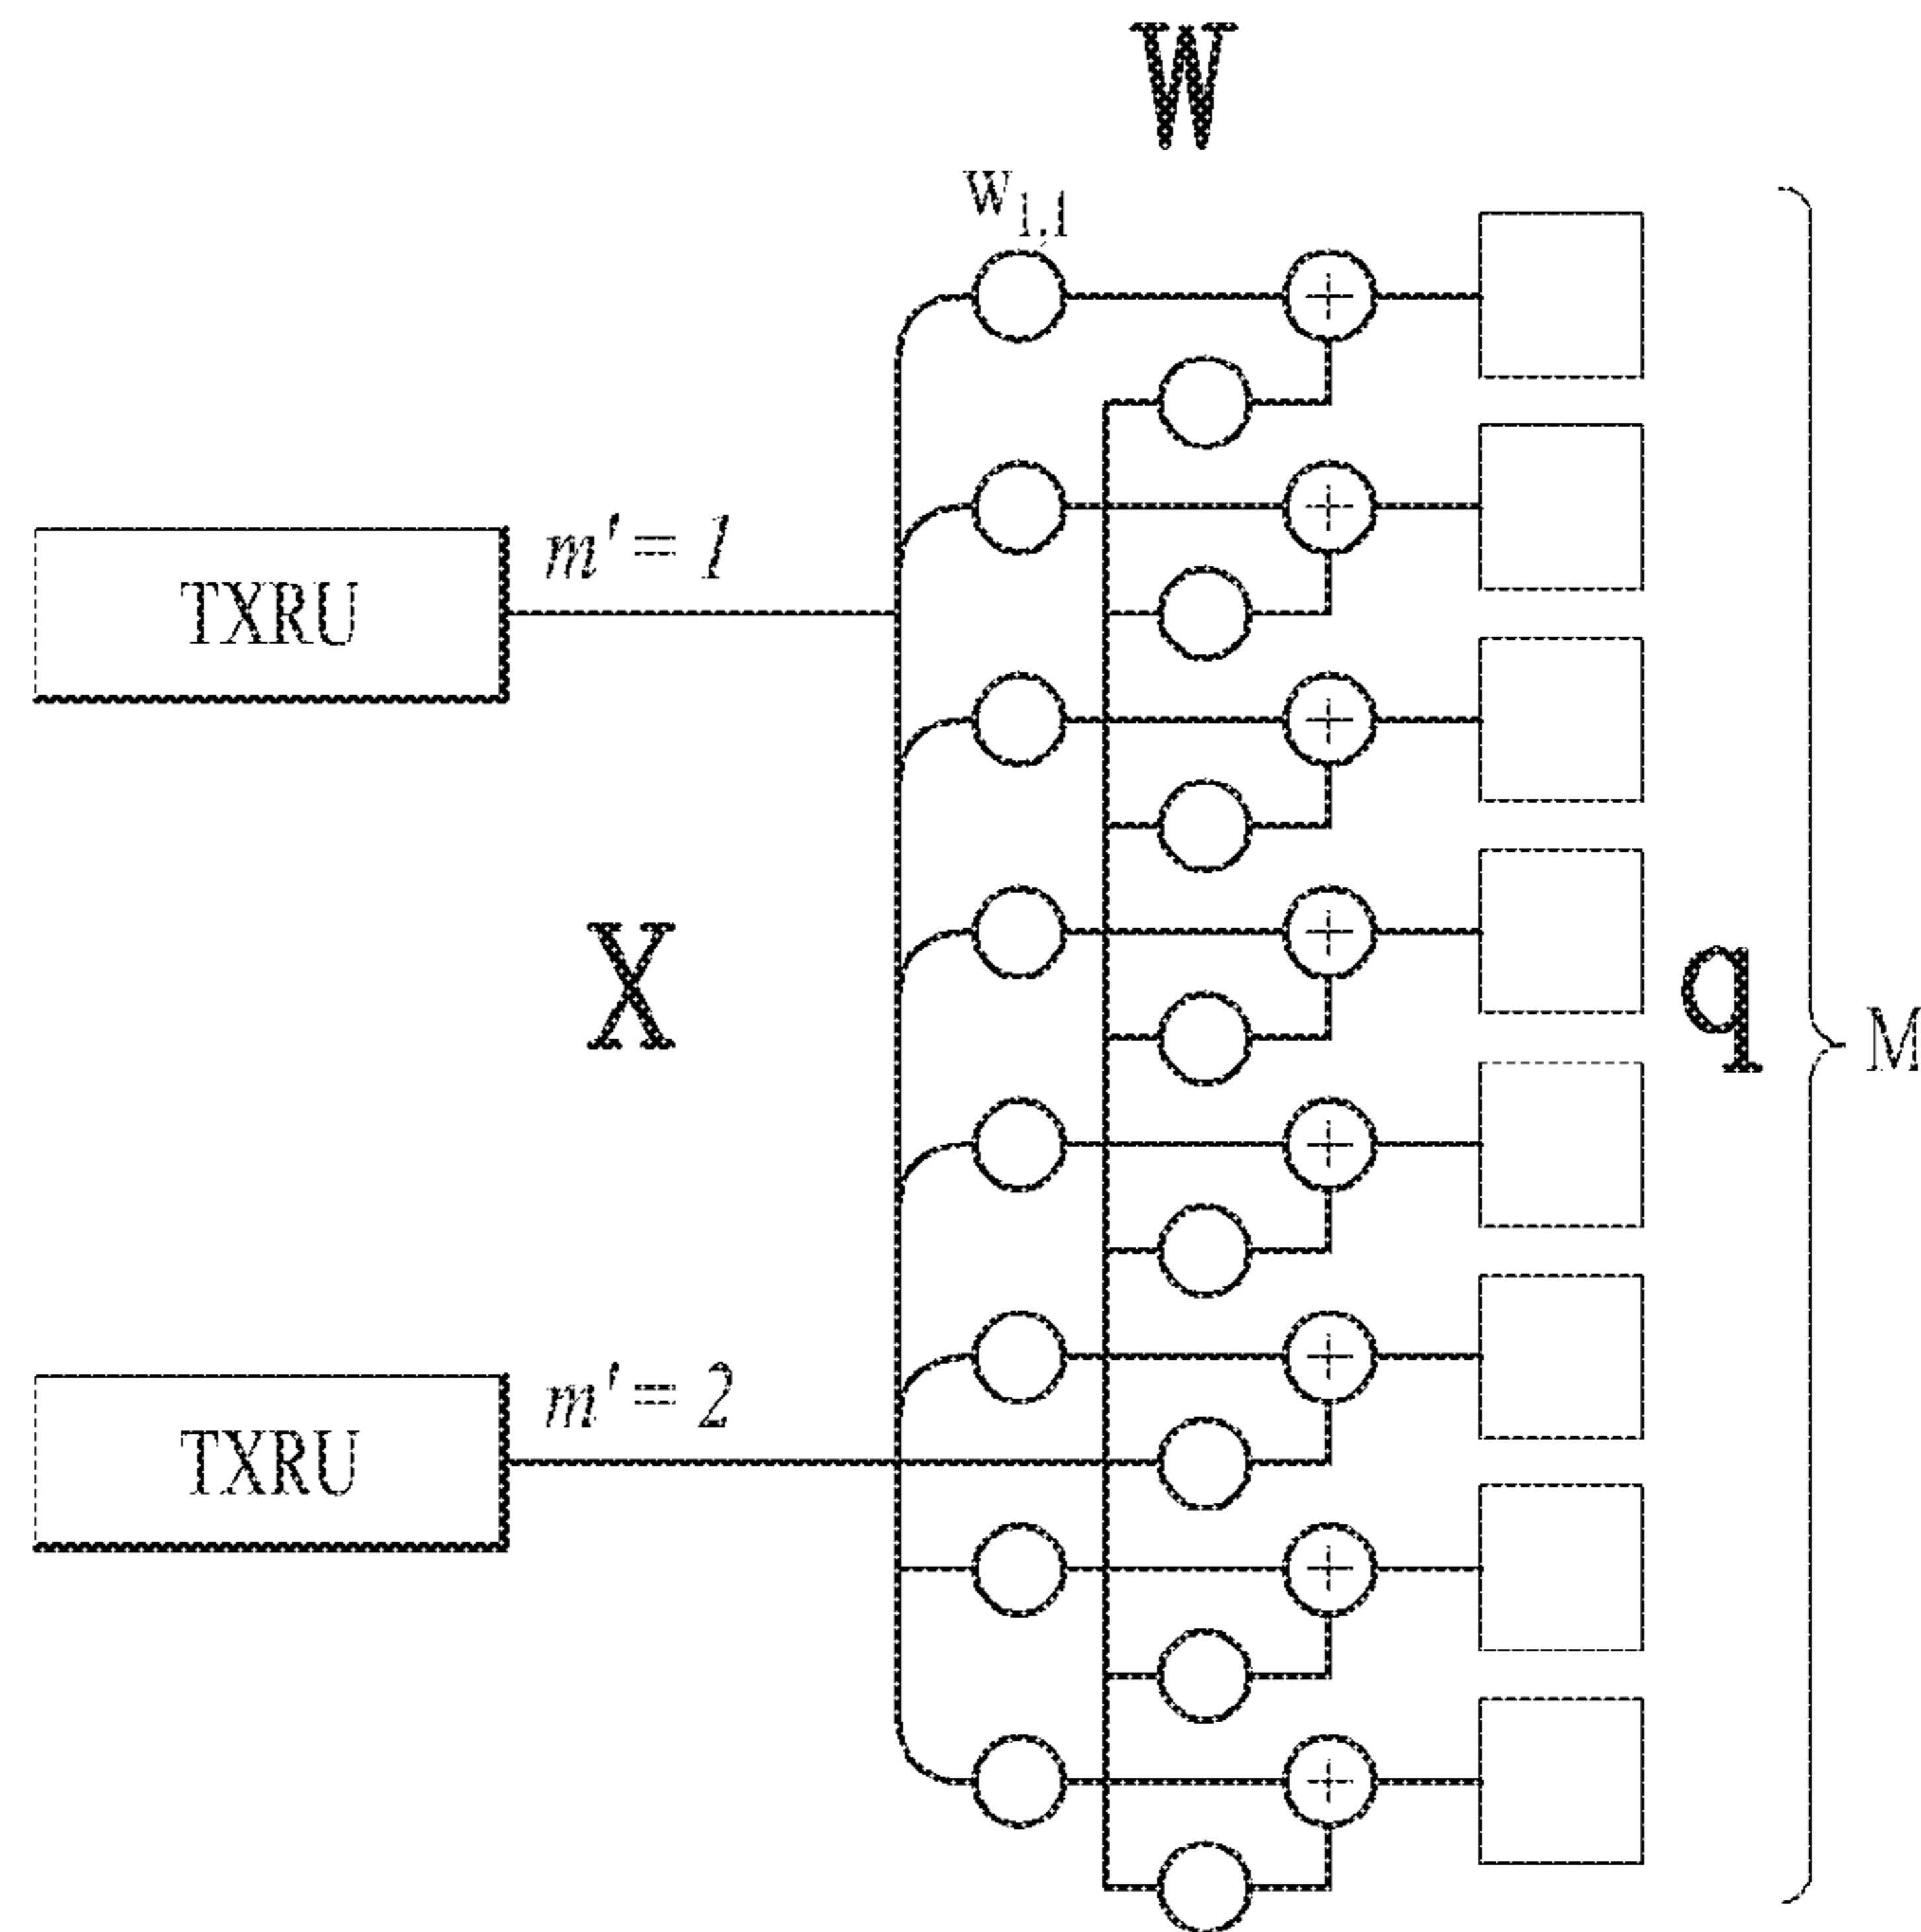 W
w1,1
m' = 1
TXRU
X
q
M
m' = 2
TXRU